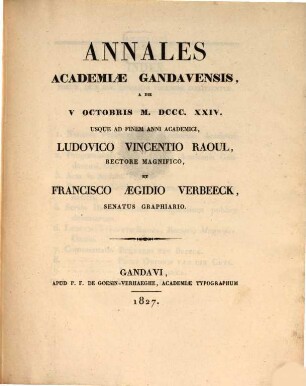 ANNALES
ACADEMIÆ GANDAVENSIS,
A DIE
V OCTOBRIS M. DCCC. XXIV.
USQUE AD FINEM ANNI ACADEMICI,
LUDOVICO VINCENTIO RAOUL,
RECTORE MAGNIFICO,
ET
FRANCISCO ÆGIDIO VERBEECK,
SENATUS GRAPHIARIO.
GANDAVI,
APUD P. F. DE GOESIN-VERHAEGHE, ACADEMIÆ TYPOGRAPHUM
1827.